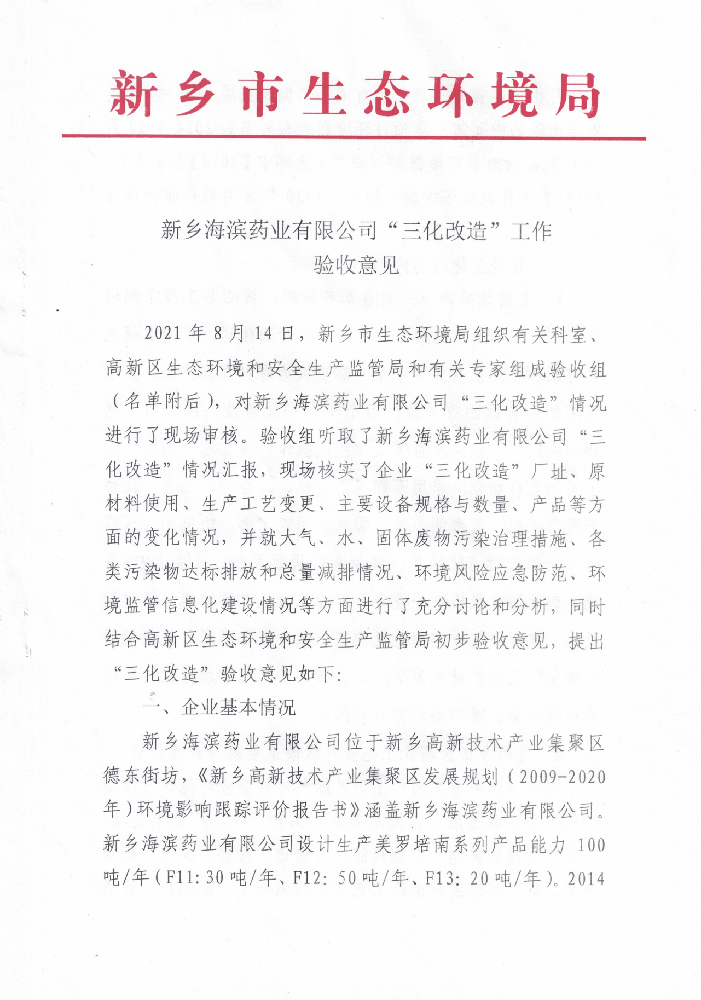 新乡市生态环境局
新乡海滨药业有限公司“三化改造”工作
验收意见
2021年8月14日，新乡市生态环境局组织有关科室、
高新区生态环境和安全生产监管局和有关专家组成验收组
（名单附后），对新乡海滨药业有限公司“三化改造”情况
进行了现场审核。验收组听取了新乡海滨药业有限公司“三
化改造”情况汇报，现场核实了企业“三化改造”厂址、原
材料使用、生产工艺变更、主要设备规格与数量、产品等方
面的变化情况，并就大气、水、固体废物污染治理措施、各
类污染物达标排放和总量减排情况、环境风险应急防范、环
境监管信息化建设情况等方面进行了充分讨论和分析，同时
结合高新区生态环境和安全生产监管局初步验收意见，提出
“三化改造”验收意见如下：
一、企业基本情况
新乡海滨药业有限公司位于新乡高新技术产业集聚区
德东街坊，《新乡高新技术产业集聚区发展规划（2009-2020
年）环境影响跟踪评价报告书》涵盖新乡海滨药业有限公司。
新乡海滨药业有限公司设计生产美罗培南系列产品能力 100
吨/年（F11：30吨/年、F12：50吨/年、F13：20吨/年）。2014